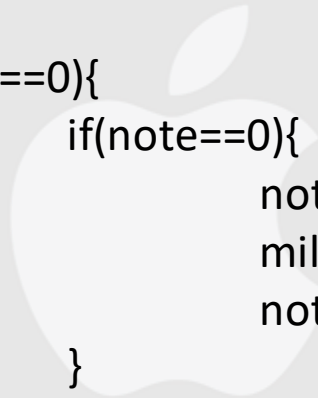 ==0){
if(note==0){
not
mil
not
}